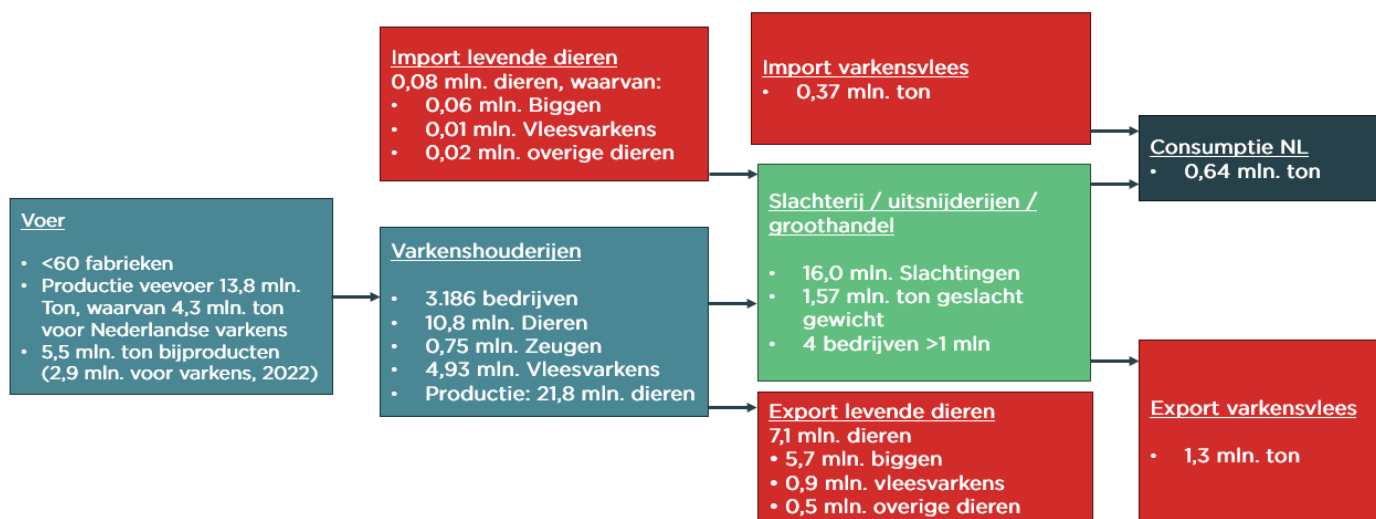 Voer
• <60 fabrieken
• Productie veevoer 13,8 mln.
Ton, waarvan 4,3 mln. ton
voor Nederlandse varkens
• 5,5 mln. ton bijproducten
(2,9 mln. voor varkens, 2022)
Import levende dieren
0,08 mln. dieren, waarvan:
• 0,06 mln. Biggen
• 0,01 mln. Vleesvarkens
• 0,02 mln. overige dieren
Varkenshouderijen
• 3.186 bedrijven
• 10,8 mln. Dieren
• 0,75 mln. Zeugen
• 4,93 mln. Vleesvarkens
• Productie: 21,8 mln. dieren
Import varkensvlees
• 0,37 mln. ton
Slachterij / uitsnijderijen /
groothandel
• 16,0 mln. Slachtingen
• 1,57 mln. ton geslacht
gewicht
• 4 bedrijven >1 mln
Export levende dieren
7,1 mln. dieren
• 5,7 mln. biggen
• 0,9 mln. vleesvarkens
• 0,5 mln. overige dieren
Consumptie NL
• 0,64 mln. ton
Export varkensvlees
• 1,3 mln. ton